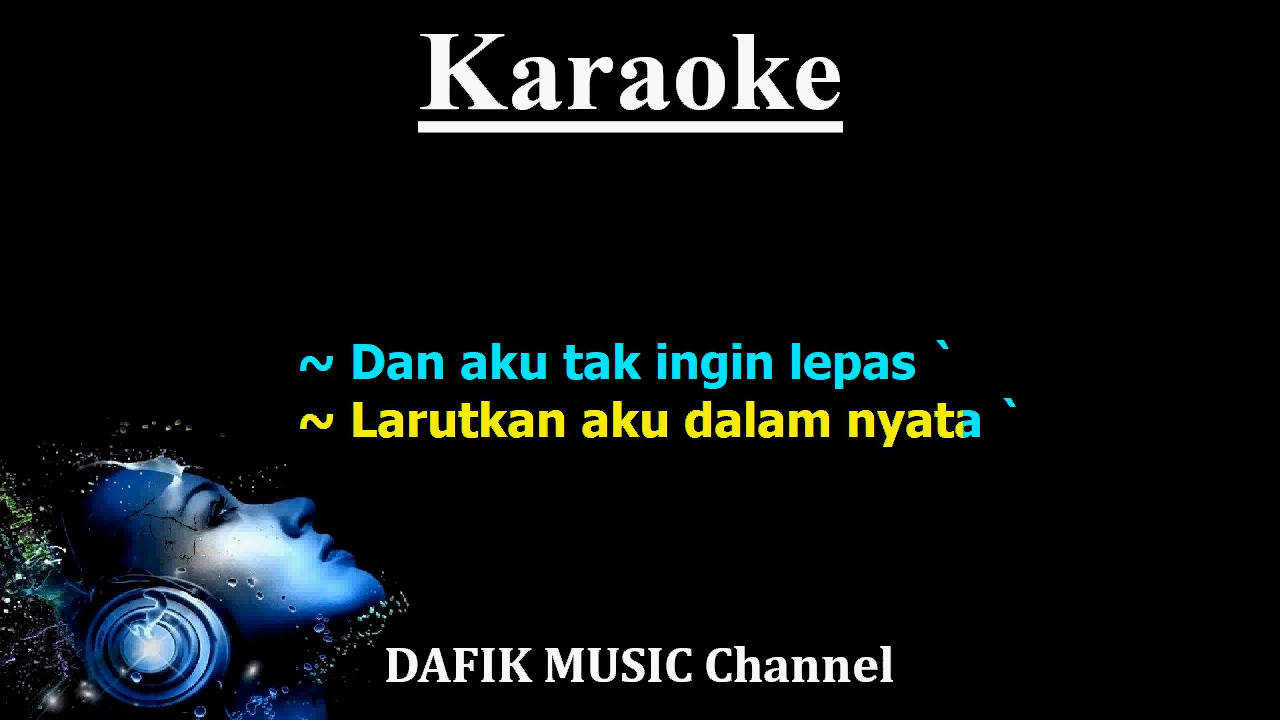 Karaoke
~ Dan aku tak ingin lepas `
~ Larutkan aku dalam nyata `
DAFIK MUSIC Channel